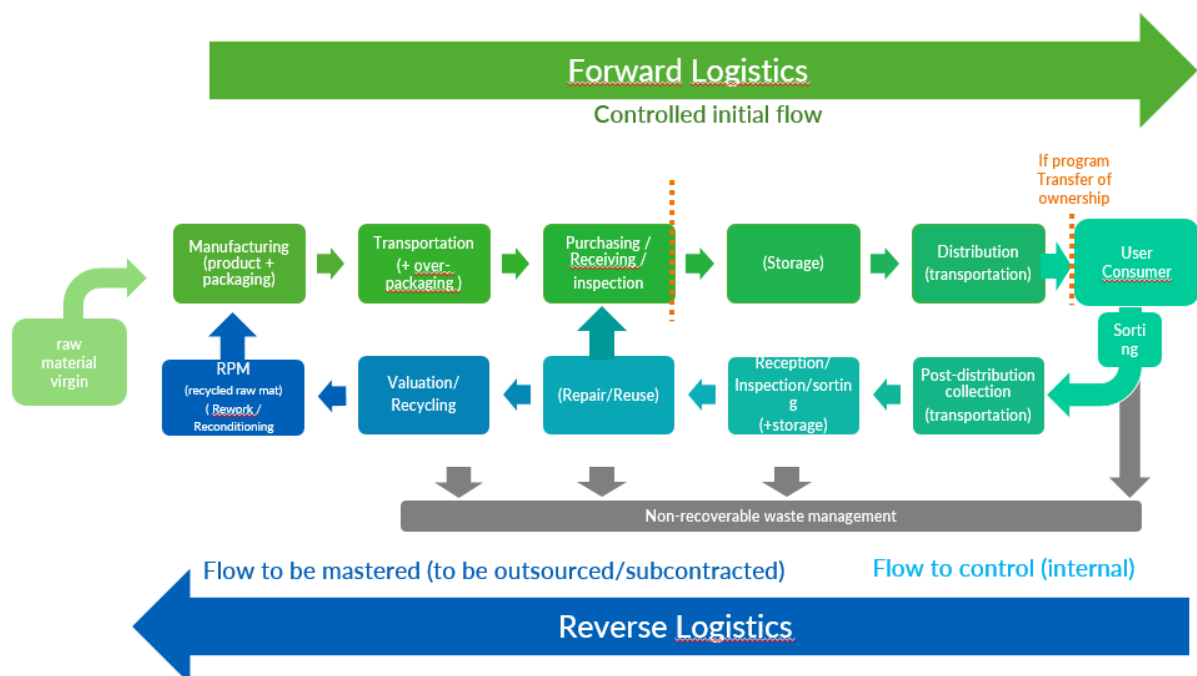 Forward Logistics
Controlled initial flow
If program
Transfer of
ownership
Manufacturing
(product +
packaging)
Transportation
(+ over-
packaging )
Purchasing /
Receiving /
inspection
(Storage)
Distribution
(transportation)
User
Consumer
raw
material
virgin
RPM
(recycled raw mat)
( Rework /
Reconditioning
Valuation/
Recycling
(Repair/Reuse)
Reception/
Inspection/sortin
g
(+storage)
Post-distribution
collection
(transportation)
Sorti
ng
Non-recoverable waste management
Flow to be mastered (to be outsourced/subcontracted)
Flow to control (internal)
Reverse Logistics